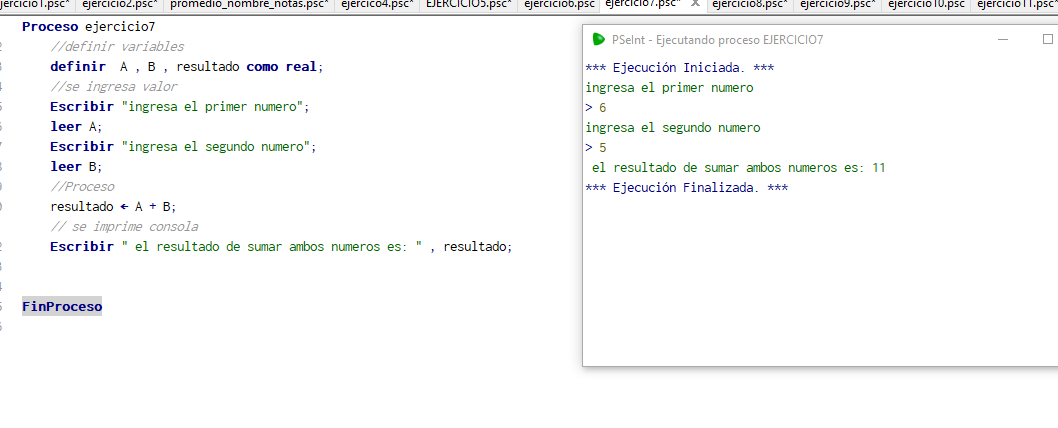 ejercicio1.psc* ejercicio2.psc* promedio_nombre_notas.psc* ejercico4.psc* EJERCICIO5.psc* ejercicio6.psc ejercicio7.psc* X ejercicio8.psc* ejercicio9.psc* ejercicio10.psc ejercicio11.psc*
Proceso ejercicio7
//definir variables
definir A , B , resultado como real;
//se ingresa valor
Escribir "ingresa el primer numero";
leer A;
Escribir "ingresa el segundo numero";
leer B;
//Proceso
resultado ← A + B;
// se imprime consola
Escribir " el resultado de sumar ambos numeros es: " , resultado;
FinProceso
PSeInt - Ejecutando proceso EJERCICIO7
*** Ejecución Iniciada. ***
ingresa el primer numero
> 6
ingresa el segundo numero
> 5
el resultado de sumar ambos numeros es: 11
*** Ejecución Finalizada. ***